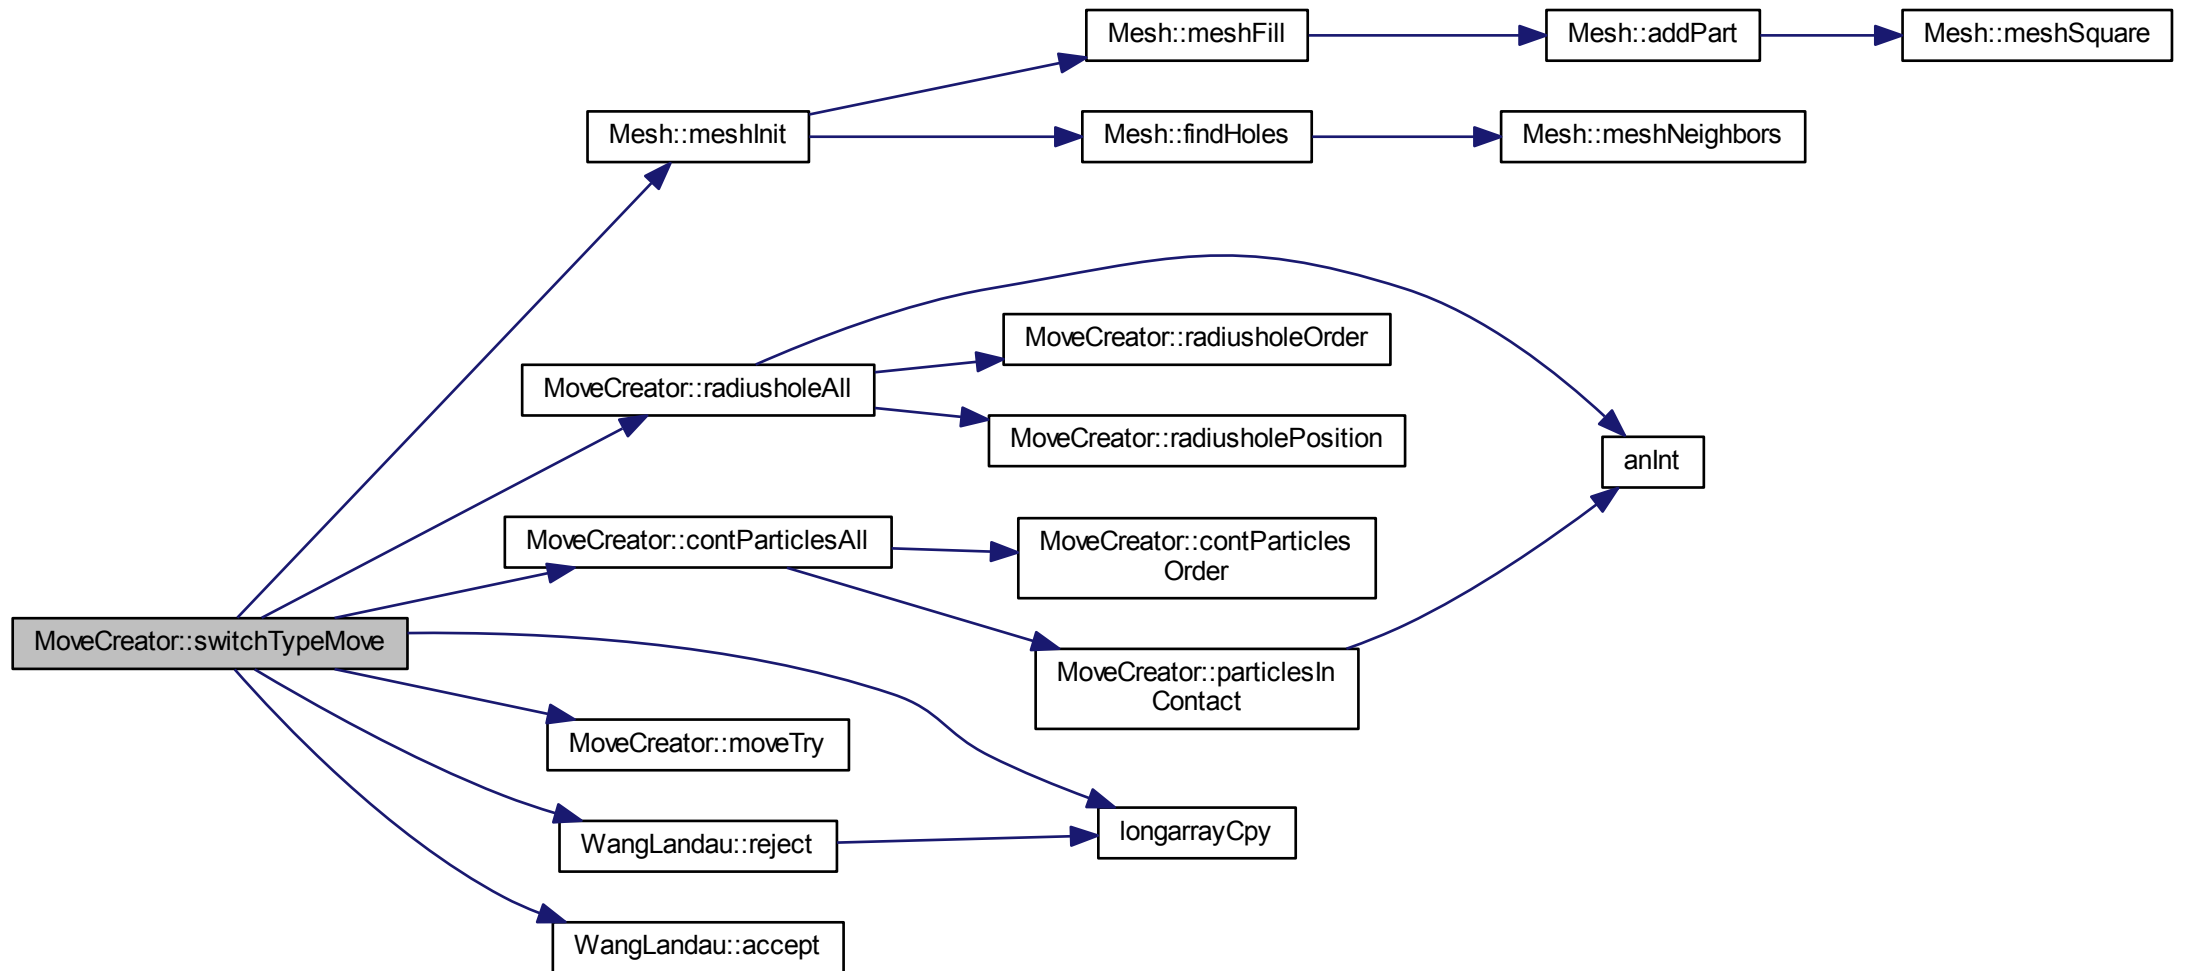 Mesh::meshFill
Mesh::addPart
Mesh::meshSquare
Mesh::meshInit
Mesh::findHoles
Mesh::meshNeighbors
MoveCreator::radiusholeOrder
MoveCreator::radiusholeAll
MoveCreator::radiusholePosition
anInt
MoveCreator::contParticlesAll
MoveCreator::contParticles
Order
MoveCreator::switchTypeMove
MoveCreator::particlesIn
Contact
MoveCreator::moveTry
WangLandau::reject
longarrayCpy
WangLandau::accept